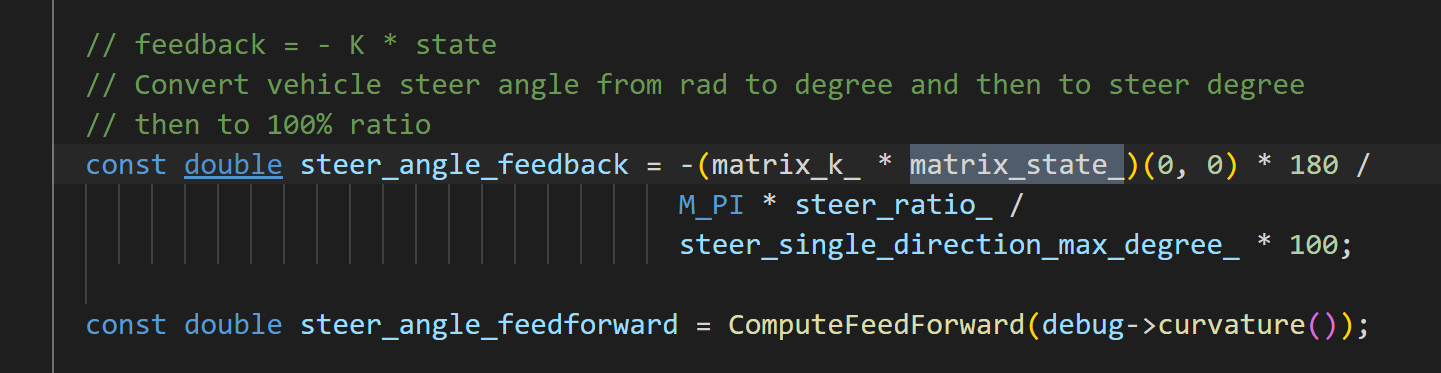 // feedback = - K * state
// Convert vehicle steer angle from rad to degree and then to steer degree
// then to 100% ratio
const double steer_angle_feedback = -(matrix_k_ * matrix_state_)(0, 0) * 180 /
M_PI * steer_ratio_ /
steer_single_direction_max_degree_ * 100;
const double steer_angle_feedforward = ComputeFeedForward(debug->curvature());